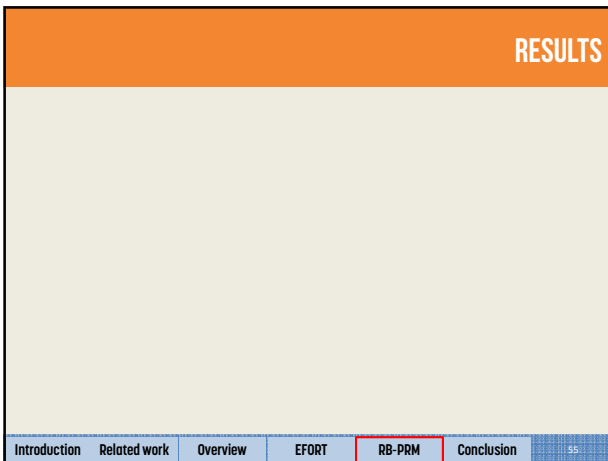 RESULTS
Introduction Related work Overview EFORT RB-PRM Conclusion 55